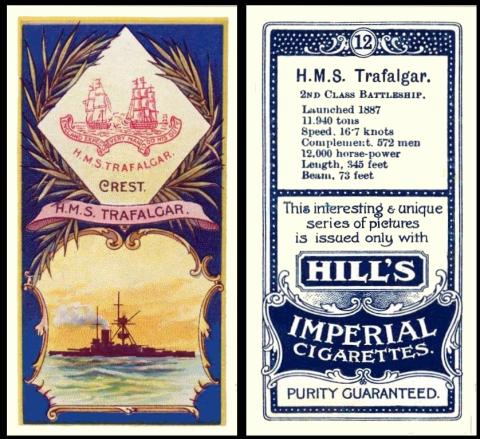 H.M.S. TRAFALGAR.
CREST.
H.M.S. TRAFALGAR.
12
H.M.S. Trafalgar.
2ND CLASS BATTLESHIP.
Launched 1887
11.940 tons
Speed, 16·7 knots
Complement, 572 men
12,000 horse-power
Length, 345 feet
Beam, 73 feet
This interesting & unique
series of pictures
is issued only with
HILL'S
IMPERIAL
CIGARETTES.
PURITY GUARANTEED.